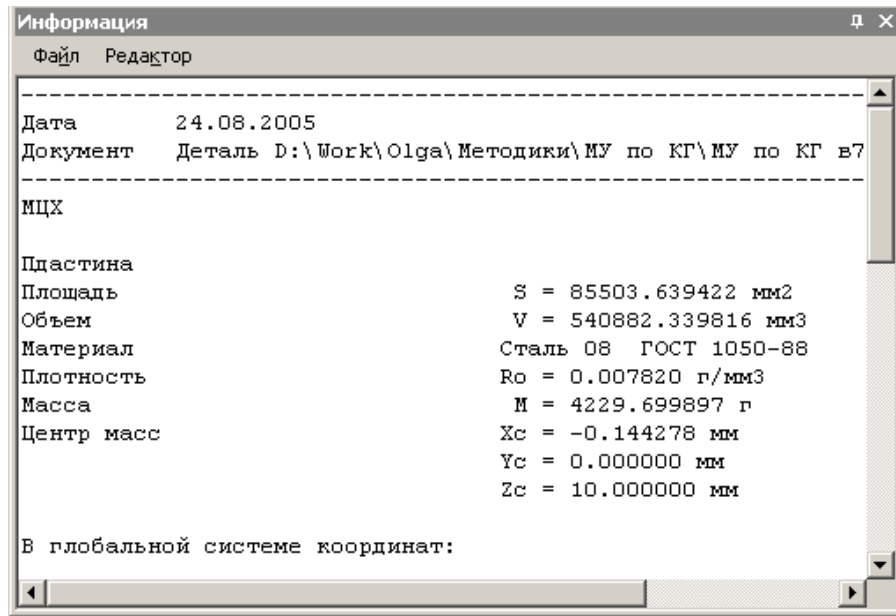 Информация
Файл Редактор
Дата 24.08.2005
Документ Деталь D:\Work\Olga\Методики\МУ по КГ\МУ по КГ в7
МЦХ
Пдастина
Площадь S = 85503.639422 мм2
Объем V = 540882.339816 мм3
Материал Сталь 08 ГОСТ 1050-88
Плотность Ro = 0.007820 г/мм3
Масса M = 4229.699897 г
Центр масс Xc = -0.144278 мм
Yc = 0.000000 мм
Zc = 10.000000 мм
В глобальной системе координат: